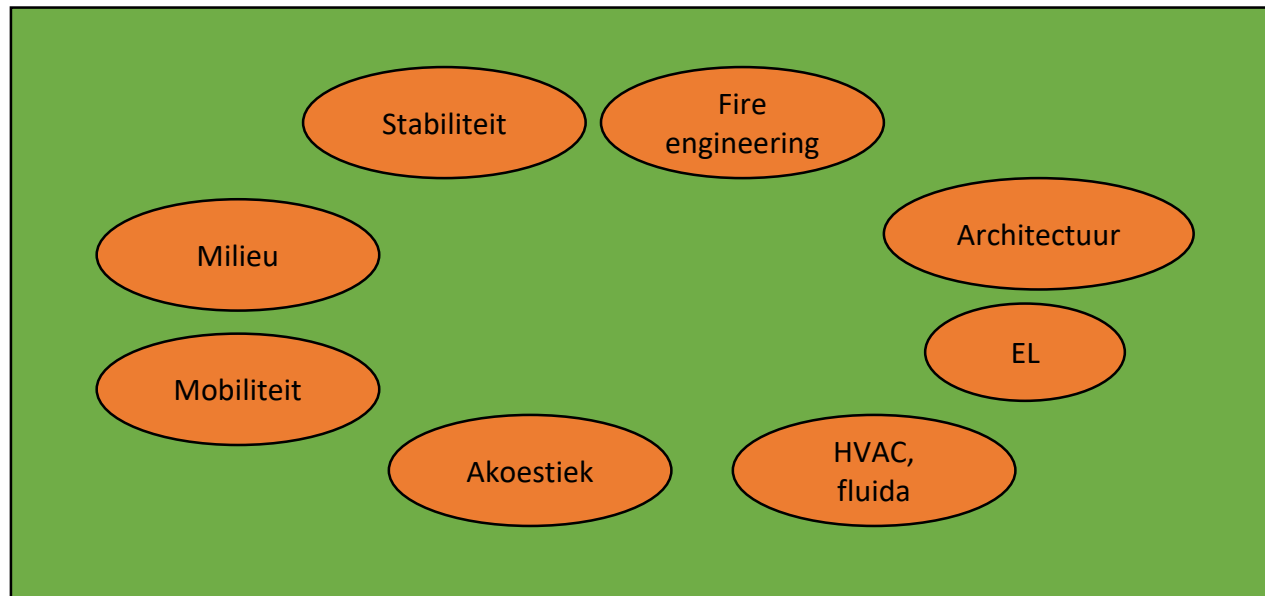 Stabiliteit
Fire
engineering
Architectuur
Milieu
EL
Mobiliteit
Akoestiek
HVAC,
fluida